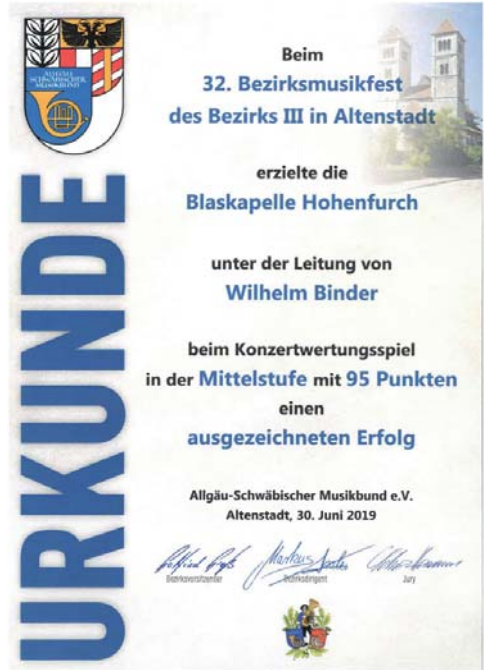 ALLGÄU
SCHWÄBISCHER
MUSIKBUND
URKUNDE
Beim
32. Bezirksmusikfest
des Bezirks III in Altenstadt
erzielte die
Blaskapelle Hohenfurch
unter der Leitung von
Wilhelm Binder
beim Konzertwertungsspiel
in der Mittelstufe mit 95 Punkten
einen
ausgezeichneten Erfolg
Allgäu-Schwäbischer Musikbund e.V.
Altenstadt, 30. Juni 2019
Markus
Bezirksvorsitzender Bezirksdirigent Jury